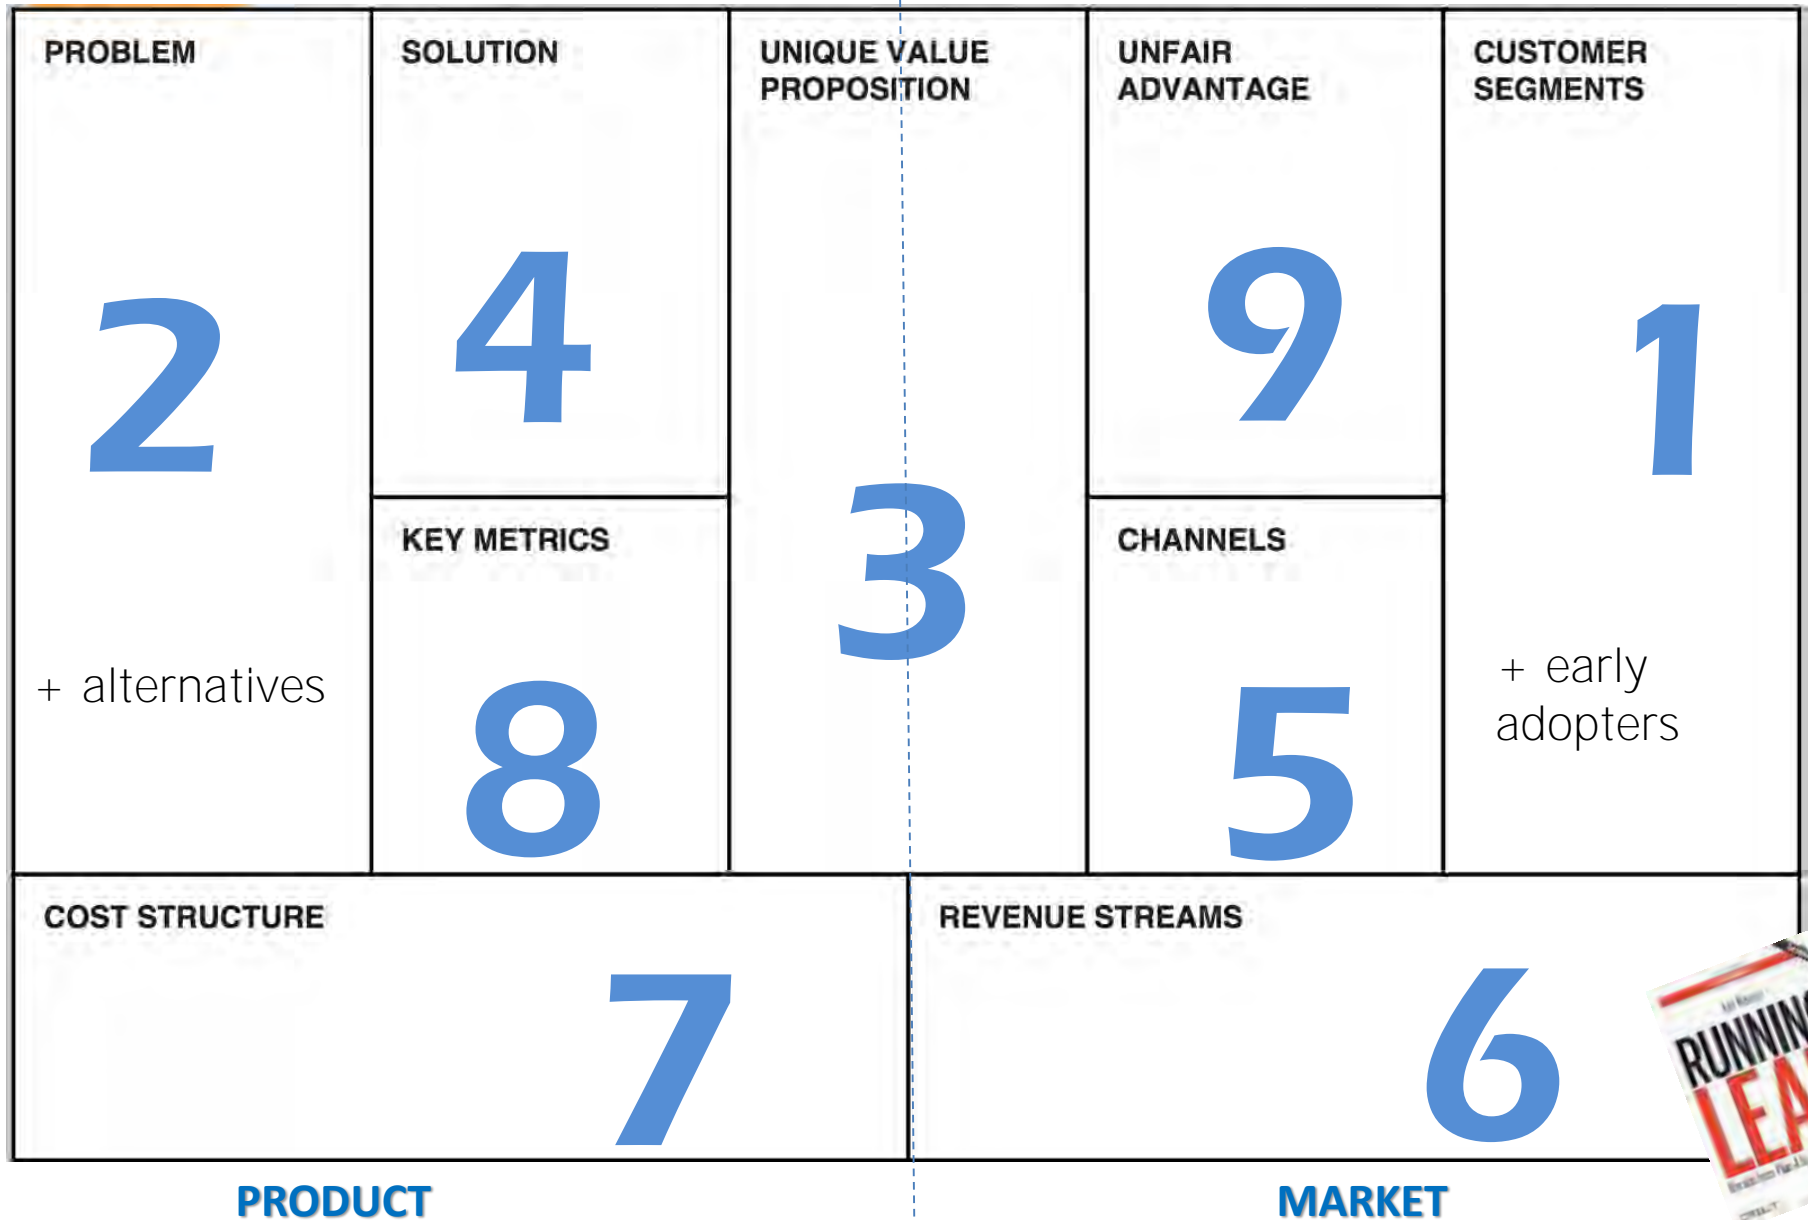 PROBLEM
2
+ alternatives
SOLUTION
4
KEY METRICS
8
UNIQUE VALUE
PROPOSITION
3
UNFAIR
ADVANTAGE
9
CHANNELS
5
CUSTOMER
SEGMENTS
1
+ early
adopters
COST STRUCTURE
7
REVENUE STREAMS
6
RUNNIN
LEA
PRODUCT
MARKET